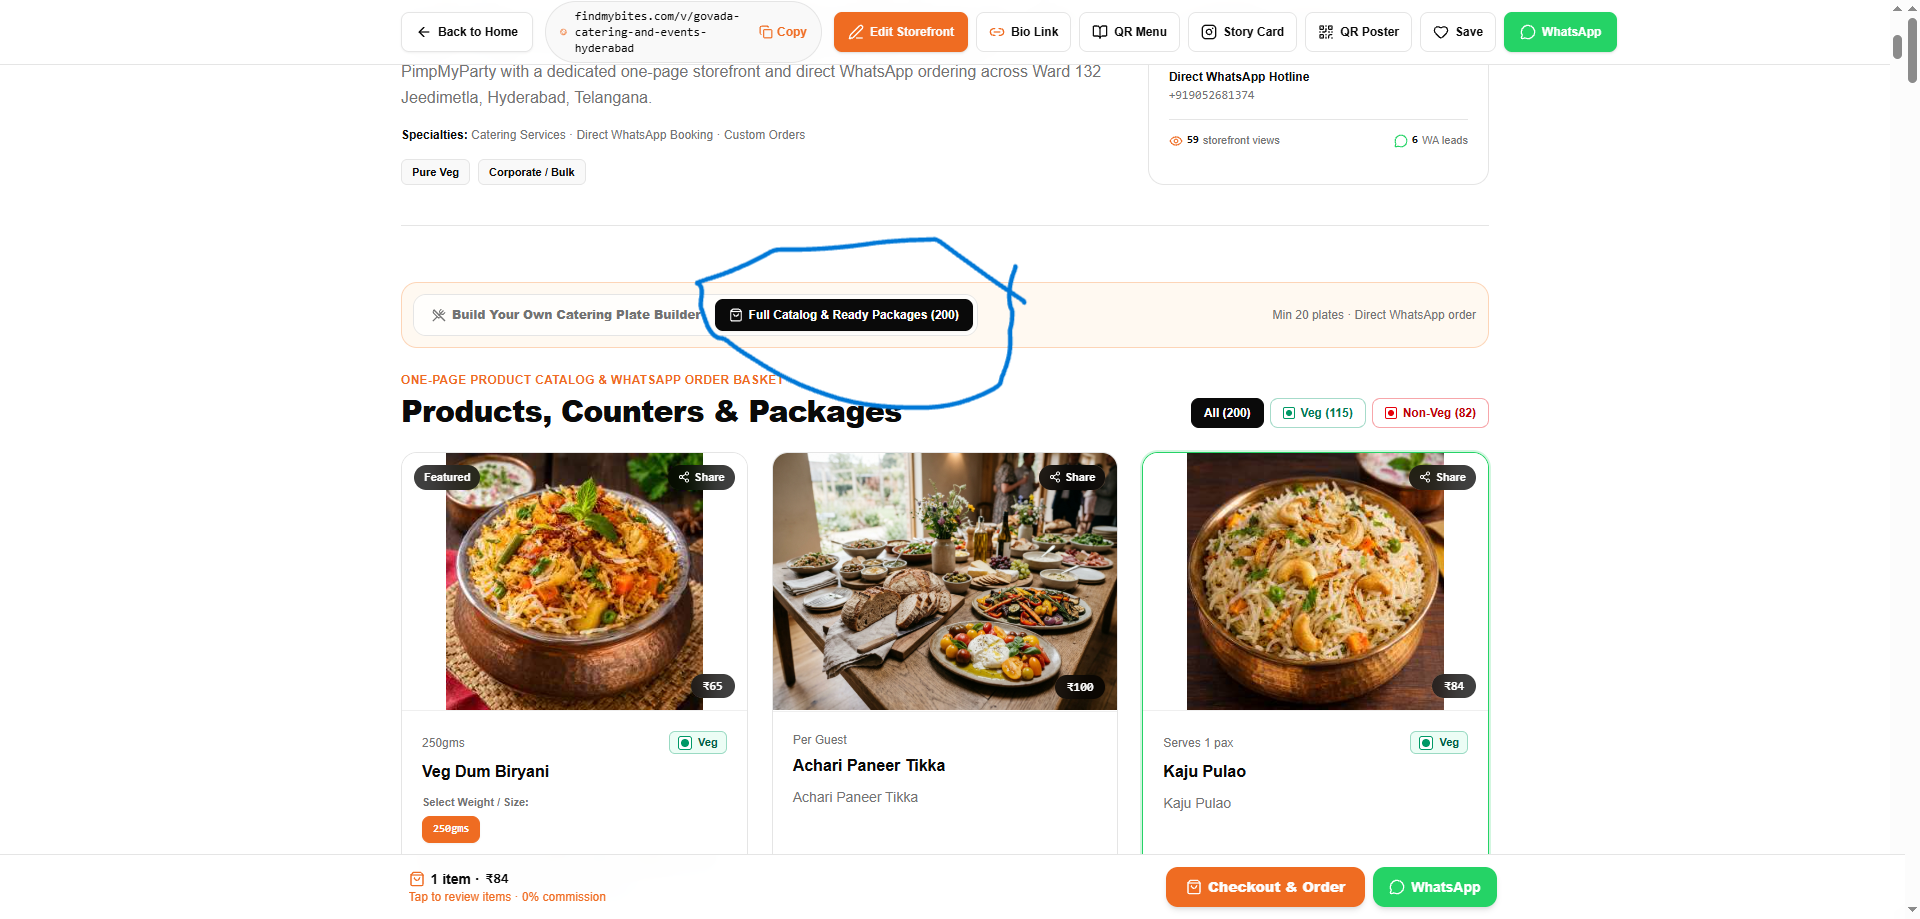 Back to Home
findmybites.com/v/govada-
catering-and-events-
hyderabad
Copy
Edit Storefront
Bio Link
QR Menu
Story Card
QR Poster
Save
WhatsApp
PimpMyParty with a dedicated one-page storefront and direct WhatsApp ordering across Ward 132
Jeedimetla, Hyderabad, Telangana.
Specialties: Catering Services · Direct WhatsApp Booking · Custom Orders
Pure Veg
Corporate / Bulk
Direct WhatsApp Hotline
+919052681374
59 storefront views
6 WA leads
Build Your Own Catering Plate Builder
Full Catalog & Ready Packages (200)
Min 20 plates · Direct WhatsApp order
ONE-PAGE PRODUCT CATALOG & WHATSAPP ORDER BASKET
Products, Counters & Packages
All (200)
Veg (115)
Non-Veg (82)
Featured
Share
₹65
250gms
Veg
Veg Dum Biryani
Select Weight / Size:
250gms
Share
₹100
Per Guest
Achari Paneer Tikka
Achari Paneer Tikka
Share
₹84
Serves 1 pax
Veg
Kaju Pulao
Kaju Pulao
1 item · ₹84
Tap to review items · 0% commission
Checkout & Order
WhatsApp